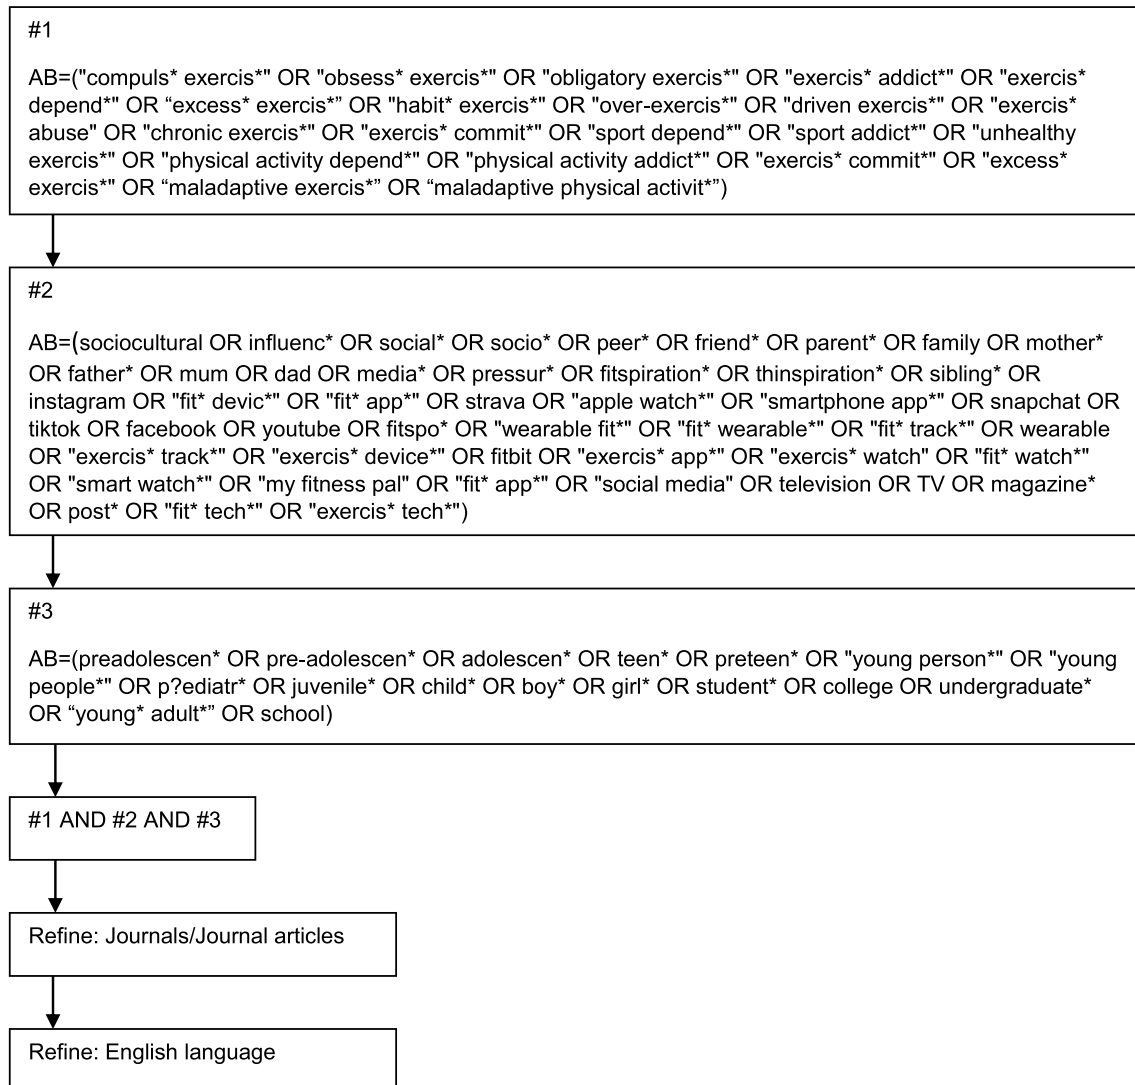 #1
AB=("compuls* exercis*" OR "obsess* exercis*" OR "obligatory exercis*" OR "exercis* addict*" OR "exercis*
depend*" OR “excess* exercis*” OR "habit* exercis*" OR "over-exercis*" OR "driven exercis*" OR "exercis*
abuse" OR "chronic exercis*" OR "exercis* commit*" OR "sport depend*" OR "sport addict*" OR "unhealthy
exercis*" OR "physical activity depend*" OR "physical activity addict*" OR "exercis* commit*" OR "excess*
exercis*" OR “maladaptive exercis*” OR “maladaptive physical activit*”)
#2
AB=(sociocultural OR influenc* OR social* OR socio* OR peer* OR friend* OR parent* OR family OR mother*
OR father* OR mum OR dad OR media* OR pressur* OR fitspiration* OR thinspiration* OR sibling* OR
instagram OR "fit* devic*" OR "fit* app*" OR strava OR "apple watch*" OR "smartphone app*" OR snapchat OR
tiktok OR facebook OR youtube OR fitspo* OR "wearable fit*" OR "fit* wearable*" OR "fit* track*" OR wearable
OR "exercis* track*" OR "exercis* device*" OR fitbit OR "exercis* app*" OR "exercis* watch" OR "fit* watch*"
OR "smart watch*" OR "my fitness pal" OR "fit* app*" OR "social media" OR television OR TV OR magazine*
OR post* OR "fit* tech*" OR "exercis* tech*")
#3
AB=(preadolescen* OR pre-adolescen* OR adolescen* OR teen* OR preteen* OR "young person*" OR "young
people*" OR p?ediatr* OR juvenile* OR child* OR boy* OR girl* OR student* OR college OR undergraduate*
OR “young* adult*” OR school)
#1 AND #2 AND #3
Refine: Journals/Journal articles
Refine: English language